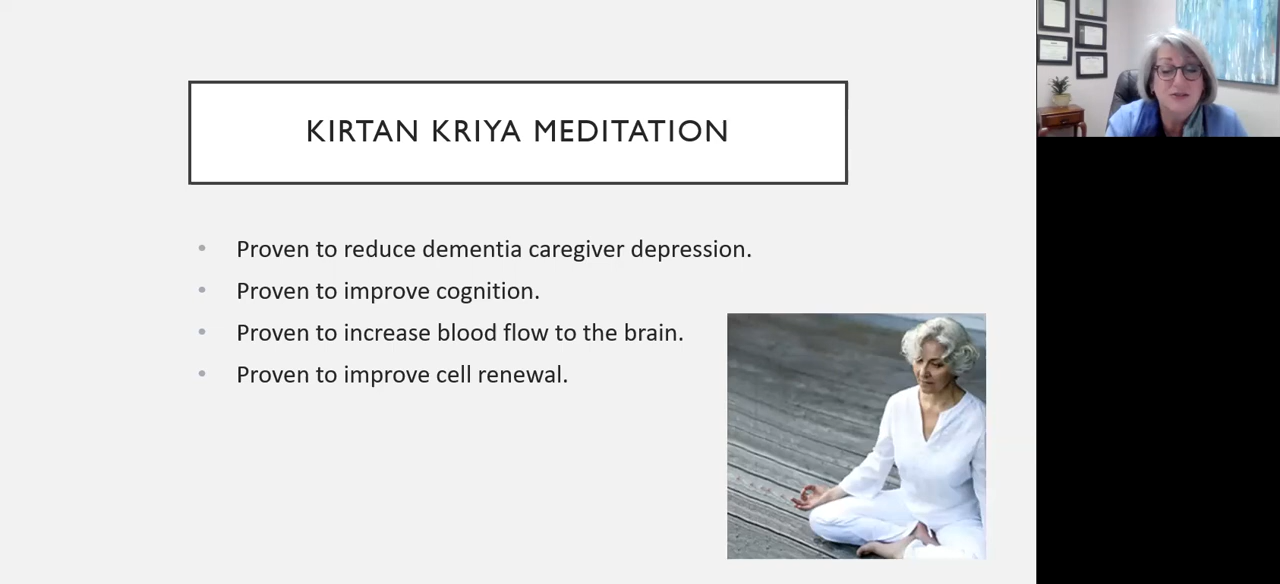 KIRTAN KRIYA MEDITATION
• Proven to reduce dementia caregiver depression.
• Proven to improve cognition.
• Proven to increase blood flow to the brain.
• Proven to improve cell renewal.